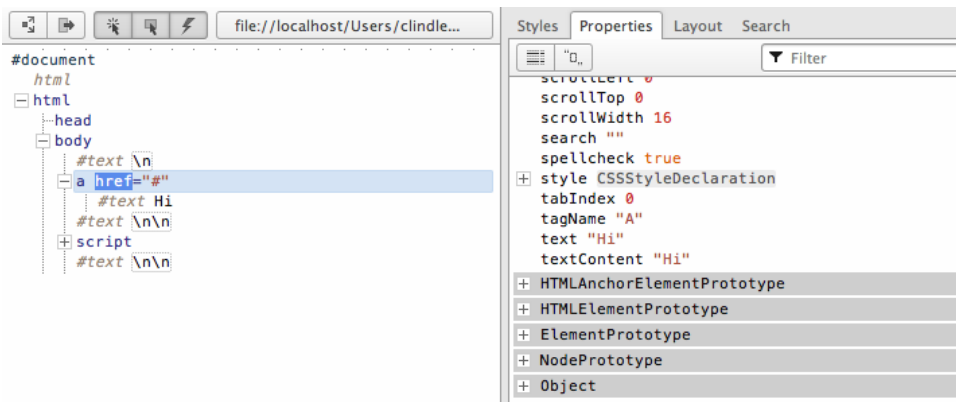 file://localhost/Users/clindle...
#document
html
html
head
body
#text \n
a href="#"
#text Hi
#text \n\n
script
#text \n\n
Styles Properties Layout Search
Filter
scrollLeft 0
scrollTop 0
scrollWidth 16
search ""
spellcheck true
style CSSStyleDeclaration
tabIndex 0
tagName "A"
text "Hi"
textContent "Hi"
HTMLAnchorElementPrototype
HTMLElementPrototype
ElementPrototype
NodePrototype
Object